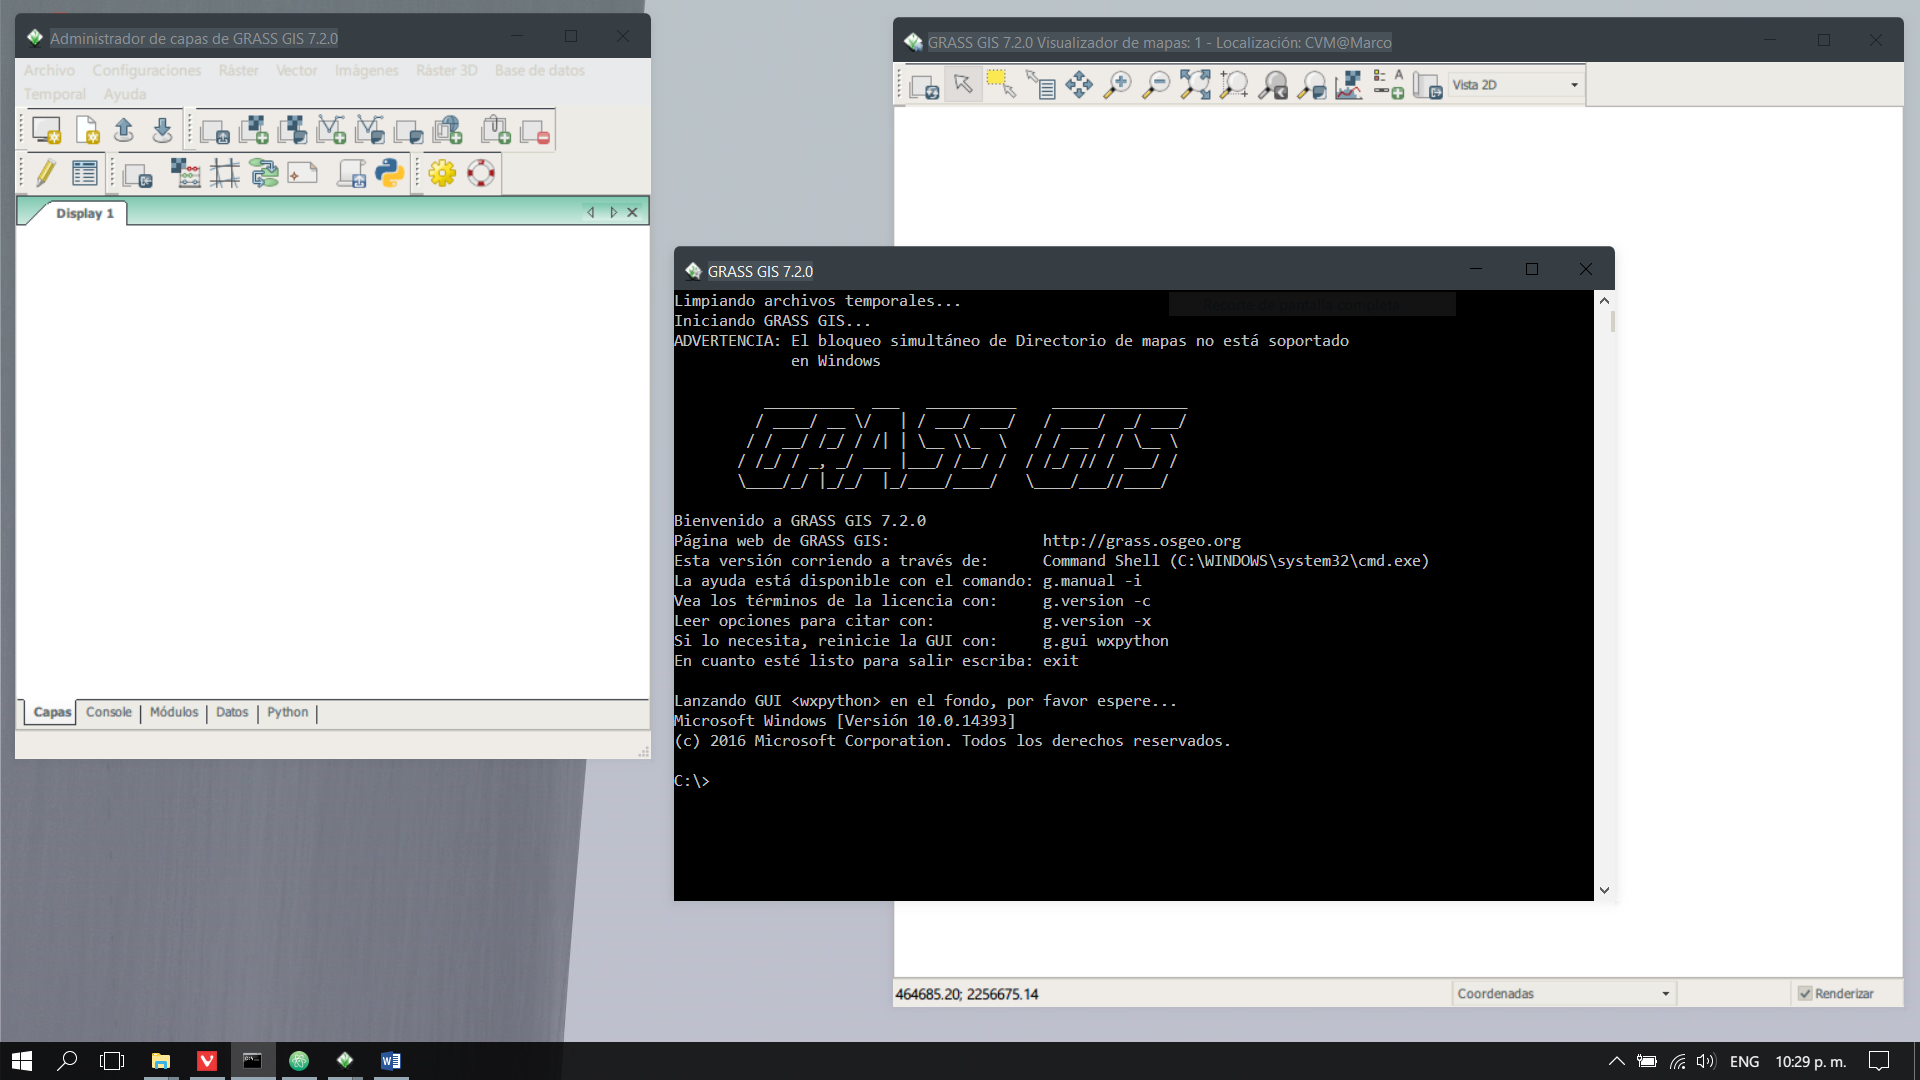 Administrador de capas de GRASS GIS 7.2.0
Archivo Configuraciones Ráster Vector Imágenes Ráster 3D Base de datos
Temporal Ayuda
Display 1
Capas Console Módulos Datos Python
GRASS GIS 7.2.0 Visualizador de mapas: 1 - Localización: CVM@Marco
Vista 2D
GRASS GIS 7.2.0
Limpiando archivos temporales...
Iniciando GRASS GIS...
ADVERTENCIA: El bloqueo simultáneo de Directorio de mapas no está soportado
en Windows
GRASS GIS
Bienvenido a GRASS GIS 7.2.0
Página web de GRASS GIS: http://grass.osgeo.org
Esta versión corriendo a través de: Command Shell (C:\WINDOWS\system32\cmd.exe)
La ayuda está disponible con el comando: g.manual -i
Vea los términos de la licencia con: g.version -c
Leer opciones para citar con: g.version -x
Si lo necesita, reinicie la GUI con: g.gui wxpython
En cuanto esté listo para salir escriba: exit
Lanzando GUI <wxpython> en el fondo, por favor espere...
Microsoft Windows [Versión 10.0.14393]
(c) 2016 Microsoft Corporation. Todos los derechos reservados.
C:\>
464685.20; 2256675.14
Coordenadas
Renderizar
ENG 10:29 p. m.